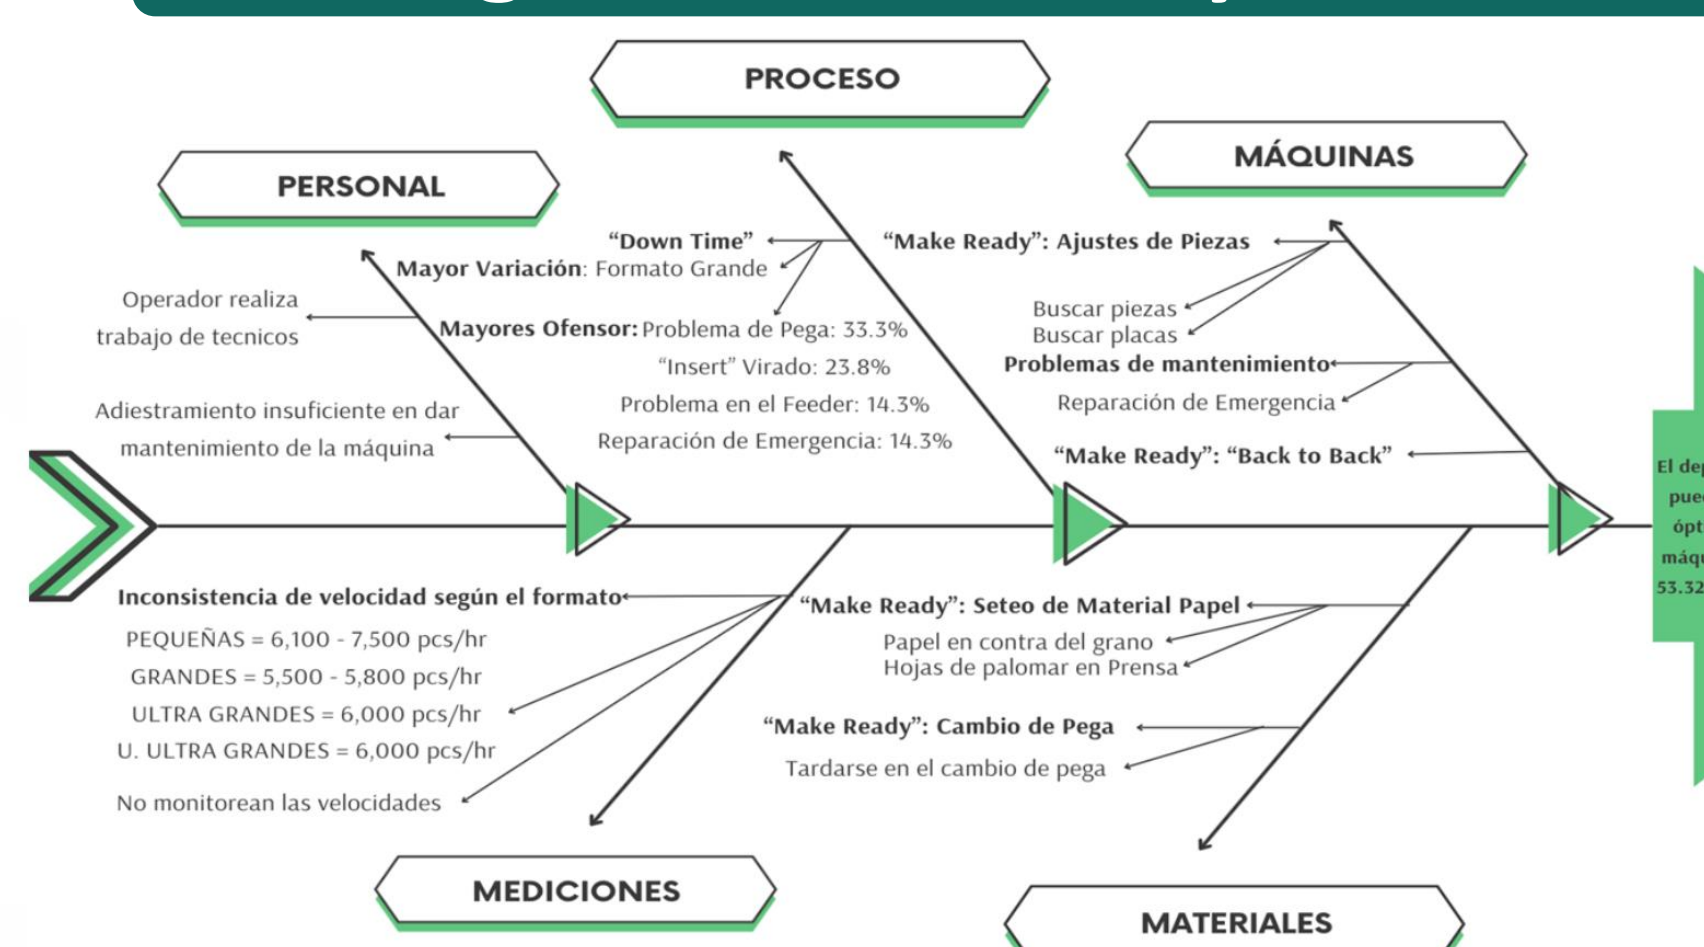 PROCESO
MÁQUINAS
PERSONAL
“Down Time”
Mayor Variación: Formato Grande
Mayores Ofensor: Problema de Pega: 33.3%
“Insert” Virado: 23.8%
Problema en el Feeder: 14.3%
Reparación de Emergencia: 14.3%
“Make Ready”: Ajustes de Piezas
Buscar piezas
Buscar placas
Problemas de mantenimiento
Reparación de Emergencia
“Make Ready”: “Back to Back”
Operador realiza
trabajo de tecnicos
Adiestramiento insuficiente en dar
mantenimiento de la máquina
El
53.32
Inconsistencia de velocidad según el formato
PEQUEÑAS = 6,100 - 7,500 pcs/hr
GRANDES = 5,500 - 5,800 pcs/hr
ULTRA GRANDES = 6,000 pcs/hr
U. ULTRA GRANDES = 6,000 pcs/hr
No monitorean las velocidades
“Make Ready”: Seteo de Material Papel
Papel en contra del grano
Hojas de palomar en Prensa
“Make Ready”: Cambio de Pega
Tardarse en el cambio de pega
MEDICIONES
MATERIALES